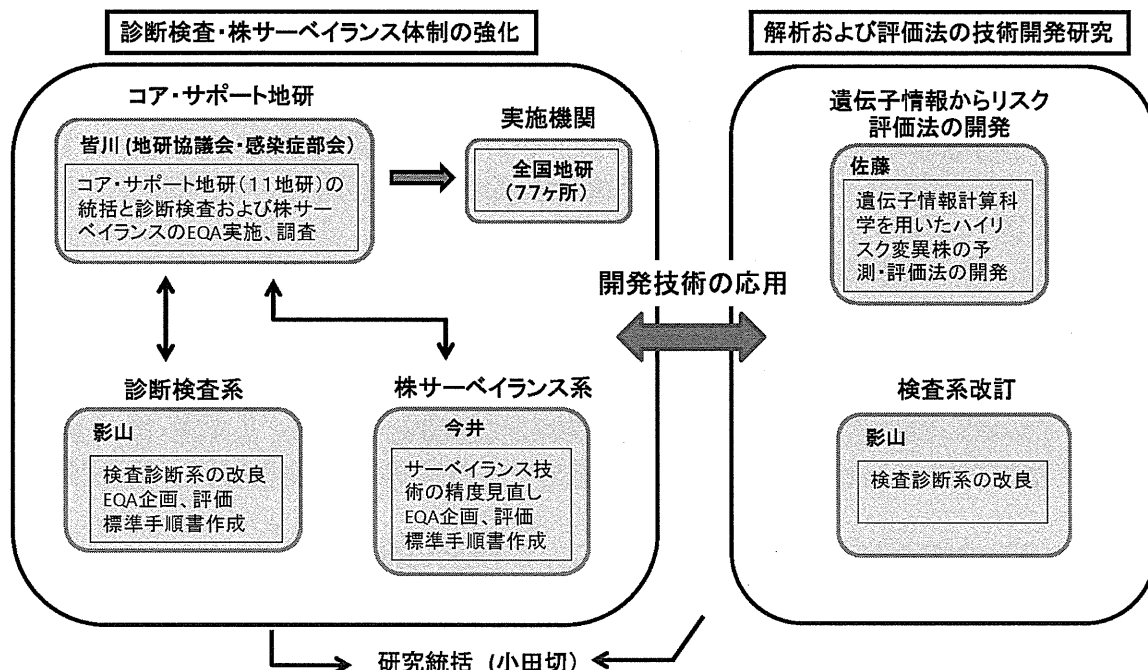 診断検査・株サーベイランス体制の強化
コア・サポート地研
皆川 (地研協議会・感染症部会)
コア・サポート地研(11地研)の
統括と診断検査および株サー
ベイランスのEQA実施、調査
実施機関
全国地研
(77ヶ所)
診断検査系
影山
検査診断系の改良
EQA企画、評価
標準手順書作成
株サーベイランス系
今井
サーベイランス技
術の精度見直し
EQA企画、評価
標準手順書作成
開発技術の応用
解析および評価法の技術開発研究
遺伝子情報からリスク
評価法の開発
佐藤
遺伝子情報計算科
学を用いたハイリ
スク変異株の予
測・評価法の開発
検査系改訂
影山
検査診断系の改良
研究統括 (小田切)